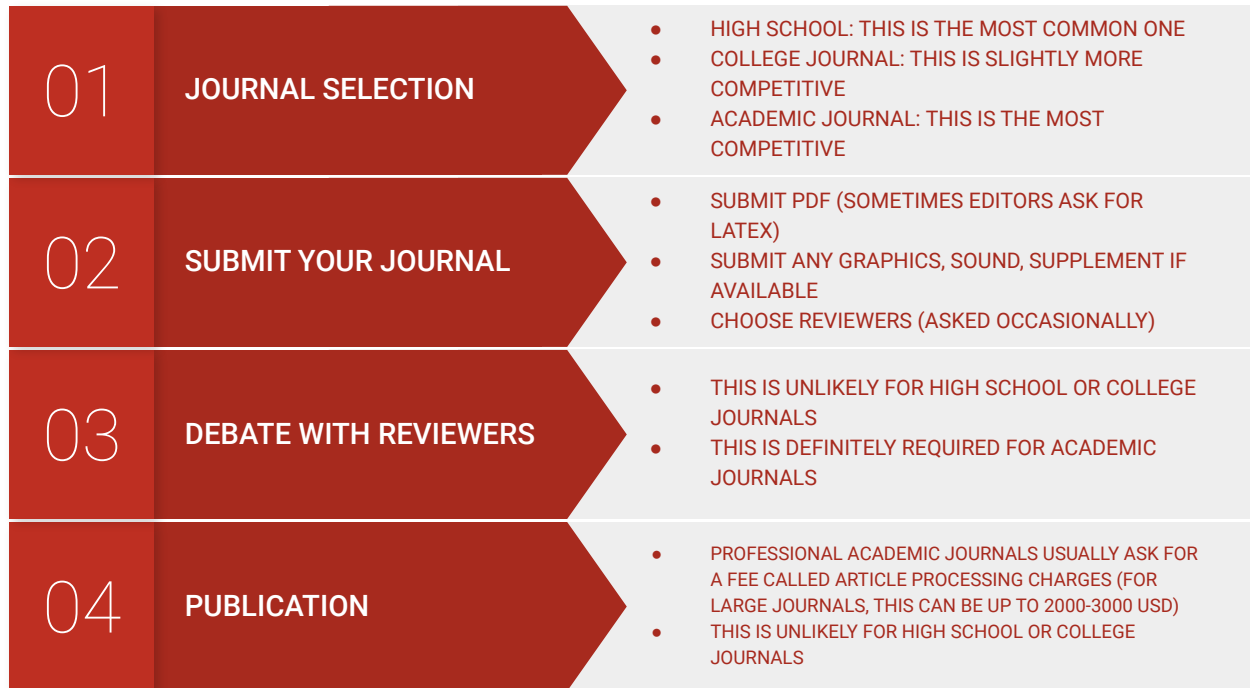 01
JOURNAL SELECTION
● HIGH SCHOOL: THIS IS THE MOST COMMON ONE
● COLLEGE JOURNAL: THIS IS SLIGHTLY MORE
COMPETITIVE
● ACADEMIC JOURNAL: THIS IS THE MOST
COMPETITIVE
02
SUBMIT YOUR JOURNAL
● SUBMIT PDF (SOMETIMES EDITORS ASK FOR
LATEX)
● SUBMIT ANY GRAPHICS, SOUND, SUPPLEMENT IF
AVAILABLE
● CHOOSE REVIEWERS (ASKED OCCASIONALLY)
03
DEBATE WITH REVIEWERS
● THIS IS UNLIKELY FOR HIGH SCHOOL OR COLLEGE
JOURNALS
● THIS IS DEFINITELY REQUIRED FOR ACADEMIC
JOURNALS
04
PUBLICATION
● PROFESSIONAL ACADEMIC JOURNALS USUALLY ASK FOR
A FEE CALLED ARTICLE PROCESSING CHARGES (FOR
LARGE JOURNALS, THIS CAN BE UP TO 2000-3000 USD)
● THIS IS UNLIKELY FOR HIGH SCHOOL OR COLLEGE
JOURNALS